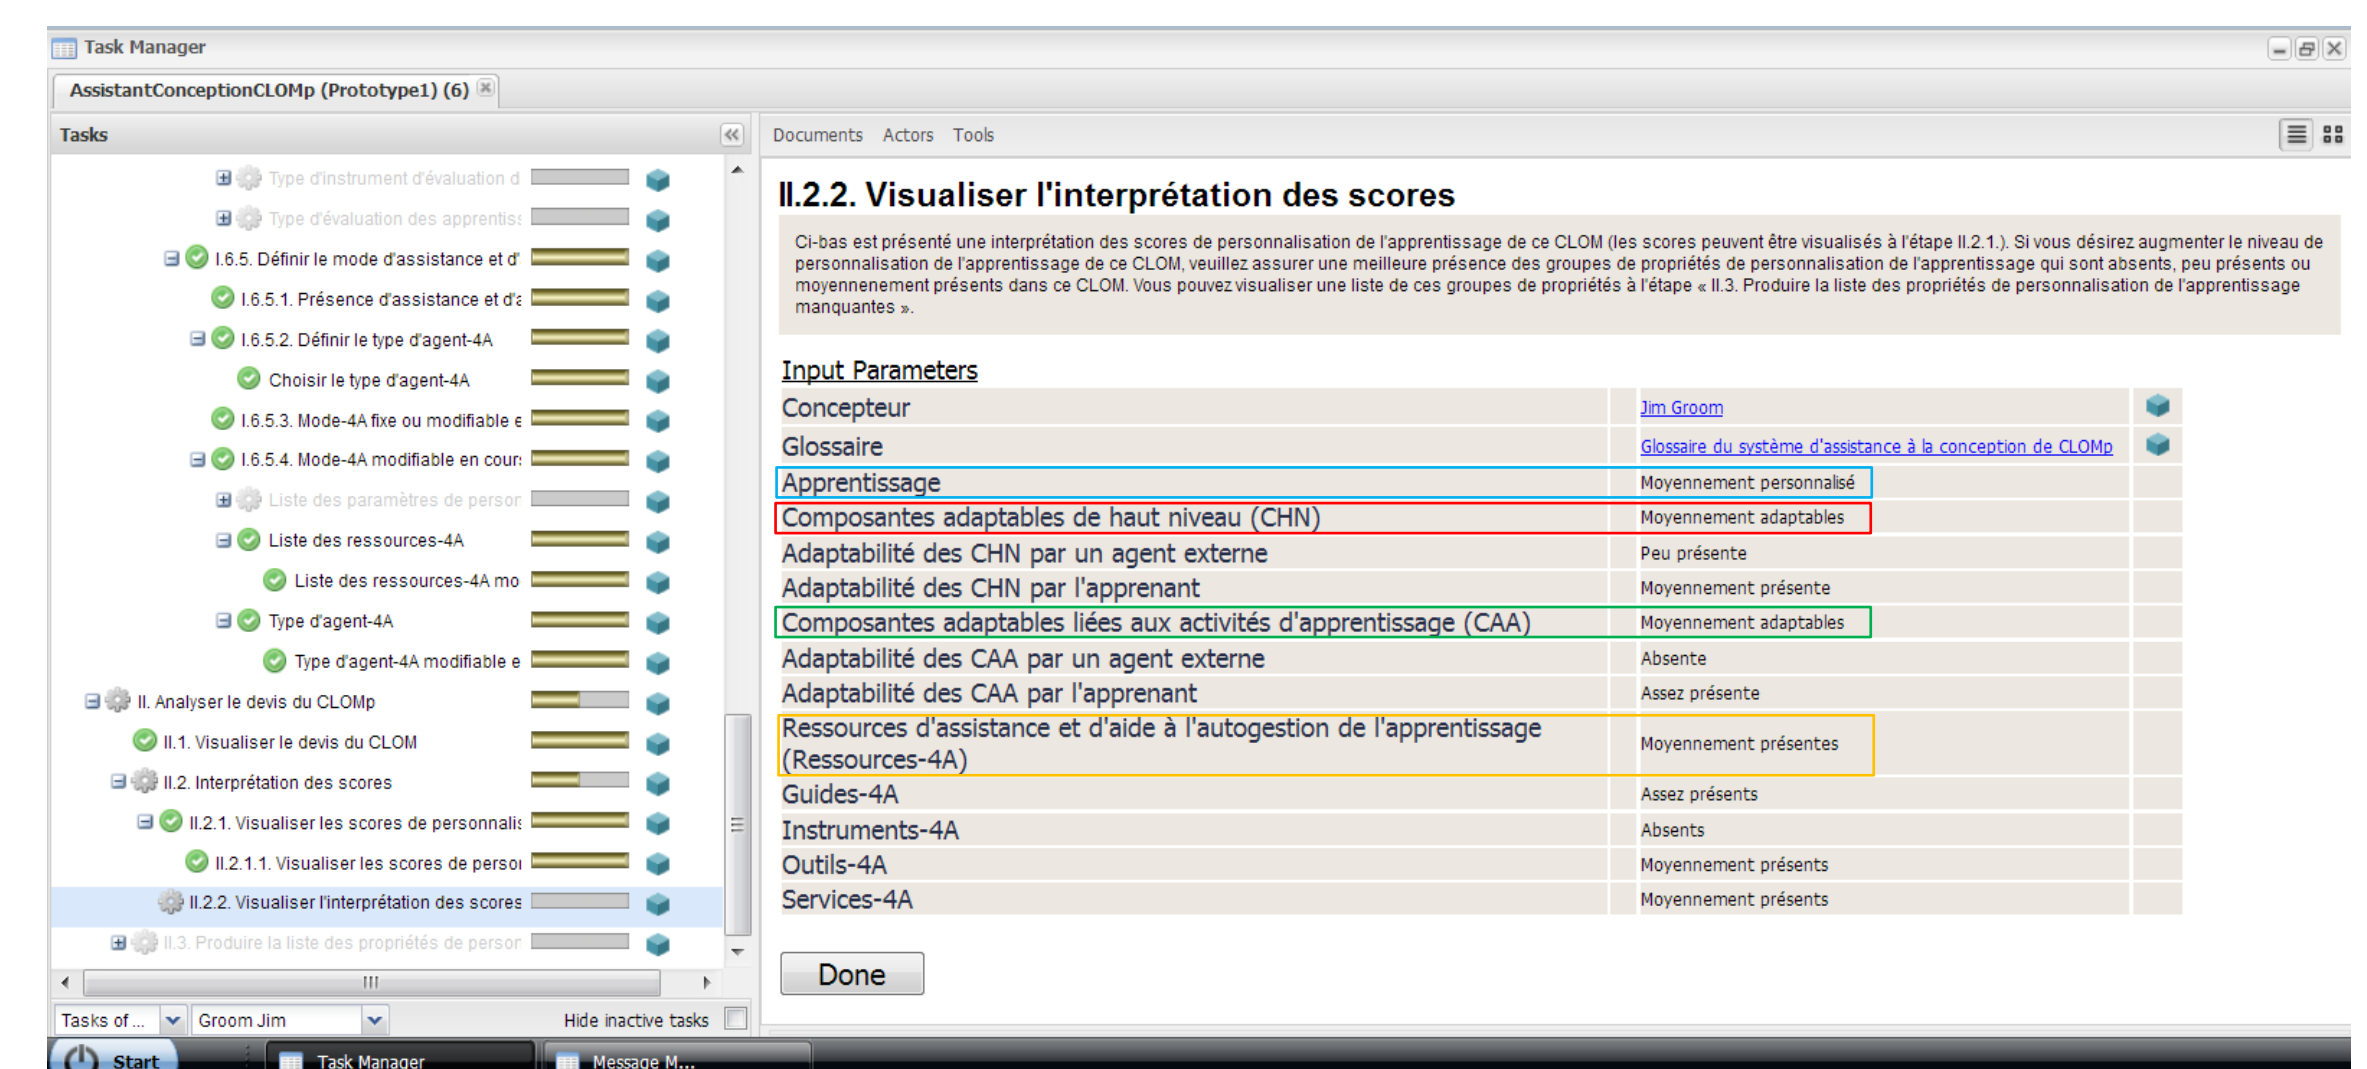 Task Manager
AssistantConceptionCLOMp (Prototype1) (6)
Tasks
Type d'instrument d'évaluation d
Type d'évaluation des apprentiss
I.6.5. Définir le mode d'assistance et d'
I.6.5.1. Présence d'assistance et d'a
I.6.5.2. Définir le type d'agent-4A
Choisir le type d'agent-4A
I.6.5.3. Mode-4A fixe ou modifiable e
I.6.5.4. Mode-4A modifiable en cours
Liste des paramètres de person
Liste des ressources-4A
Liste des ressources-4A mo
Type d'agent-4A
Type d'agent-4A modifiable e
II. Analyser le devis du CLOMp
II.1. Visualiser le devis du CLOM
II.2. Interprétation des scores
II.2.1. Visualiser les scores de personnalis
II.2.1.1. Visualiser les scores de person
II.2.2. Visualiser l'interprétation des scores
II.3. Produire la liste des propriétés de person
Tasks of ... Groom Jim Hide inactive tasks
Documents Actors Tools
II.2.2. Visualiser l'interprétation des scores
Ci-bas est présenté une interprétation des scores de personnalisation de l'apprentissage de ce CLOM (les scores peuvent être visualisés à l'étape II.2.1.). Si vous désirez augmenter le niveau de
personnalisation de l'apprentissage de ce CLOM, veuillez assurer une meilleure présence des groupes de propriétés de personnalisation de l'apprentissage qui sont absents, peu présents ou
moyennenement présents dans ce CLOM. Vous pouvez visualiser une liste de ces groupes de propriétés à l'étape « II.3. Produire la liste des propriétés de personnalisation de l'apprentissage
manquantes ».
Input Parameters
Concepteur Jim Groom
Glossaire Glossaire du système d'assistance à la conception de CLOMp
Apprentissage Moyennement personnalisé
Composantes adaptables de haut niveau (CHN) Moyennement adaptables
Adaptabilité des CHN par un agent externe Peu présente
Adaptabilité des CHN par l'apprenant Moyennement présente
Composantes adaptables liées aux activités d'apprentissage (CAA) Moyennement adaptables
Adaptabilité des CAA par un agent externe Absente
Adaptabilité des CAA par l'apprenant Assez présente
Ressources d'assistance et d'aide à l'autogestion de l'apprentissage
(Ressources-4A) Moyennement présentes
Guides-4A Assez présents
Instruments-4A Absents
Outils-4A Moyennement présents
Services-4A Moyennement présents
Done
Start Task Manager Message M...